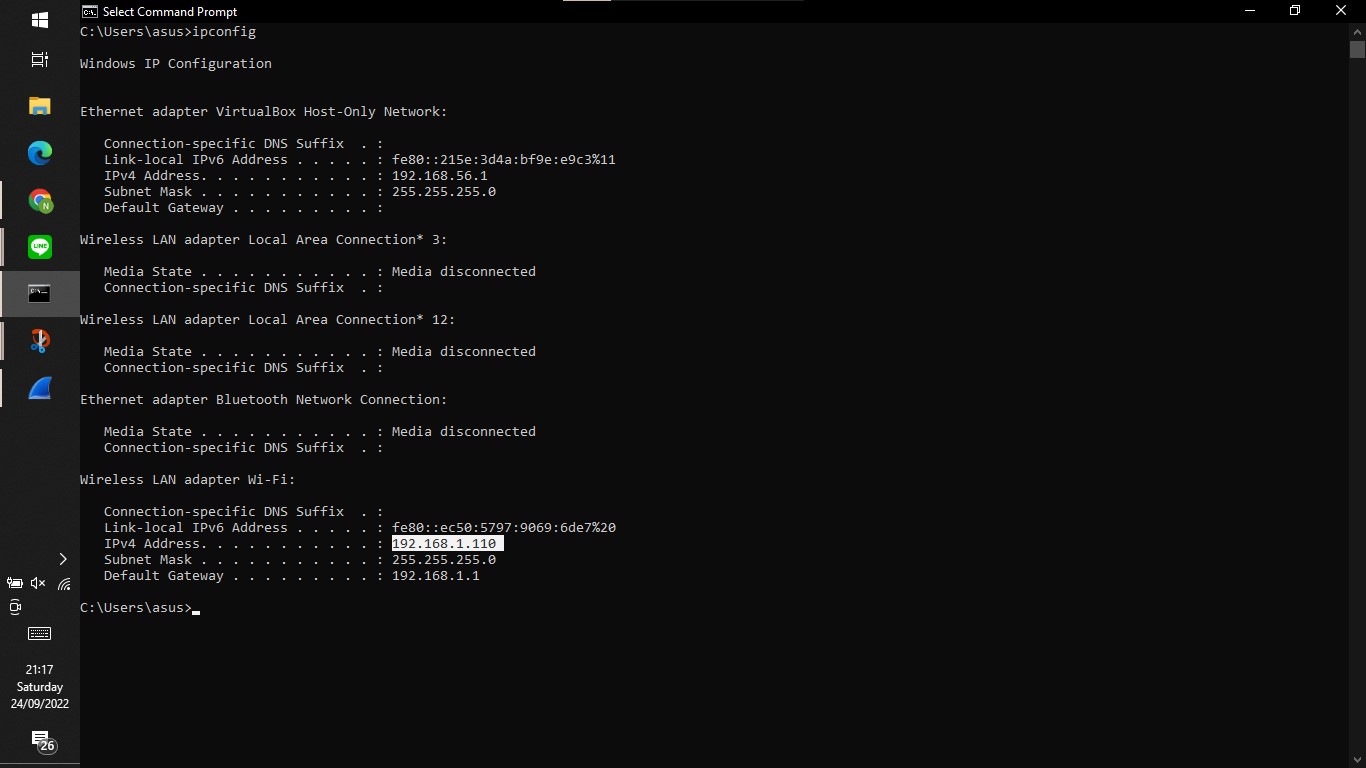 Select Command Prompt
C:\Users\asus>ipconfig
Windows IP Configuration
Ethernet adapter VirtualBox Host-Only Network:
Connection-specific DNS Suffix  . :
Link-local IPv6 Address . . . . . : fe80::215e:3d4a:bf9e:e9c3%11
IPv4 Address. . . . . . . . . . . : 192.168.56.1
Subnet Mask . . . . . . . . . . . : 255.255.255.0
Default Gateway . . . . . . . . . :
Wireless LAN adapter Local Area Connection* 3:
Media State . . . . . . . . . . . : Media disconnected
Connection-specific DNS Suffix  . :
Wireless LAN adapter Local Area Connection* 12:
Media State . . . . . . . . . . . : Media disconnected
Connection-specific DNS Suffix  . :
Ethernet adapter Bluetooth Network Connection:
Media State . . . . . . . . . . . : Media disconnected
Connection-specific DNS Suffix  . :
Wireless LAN adapter Wi-Fi:
Connection-specific DNS Suffix  . :
Link-local IPv6 Address . . . . . : fe80::ec50:5797:9069:6de7%20
IPv4 Address. . . . . . . . . . . : 192.168.1.110
Subnet Mask . . . . . . . . . . . : 255.255.255.0
Default Gateway . . . . . . . . . : 192.168.1.1
C:\Users\asus>
N
LINE
21:17
Saturday
24/09/2022
26